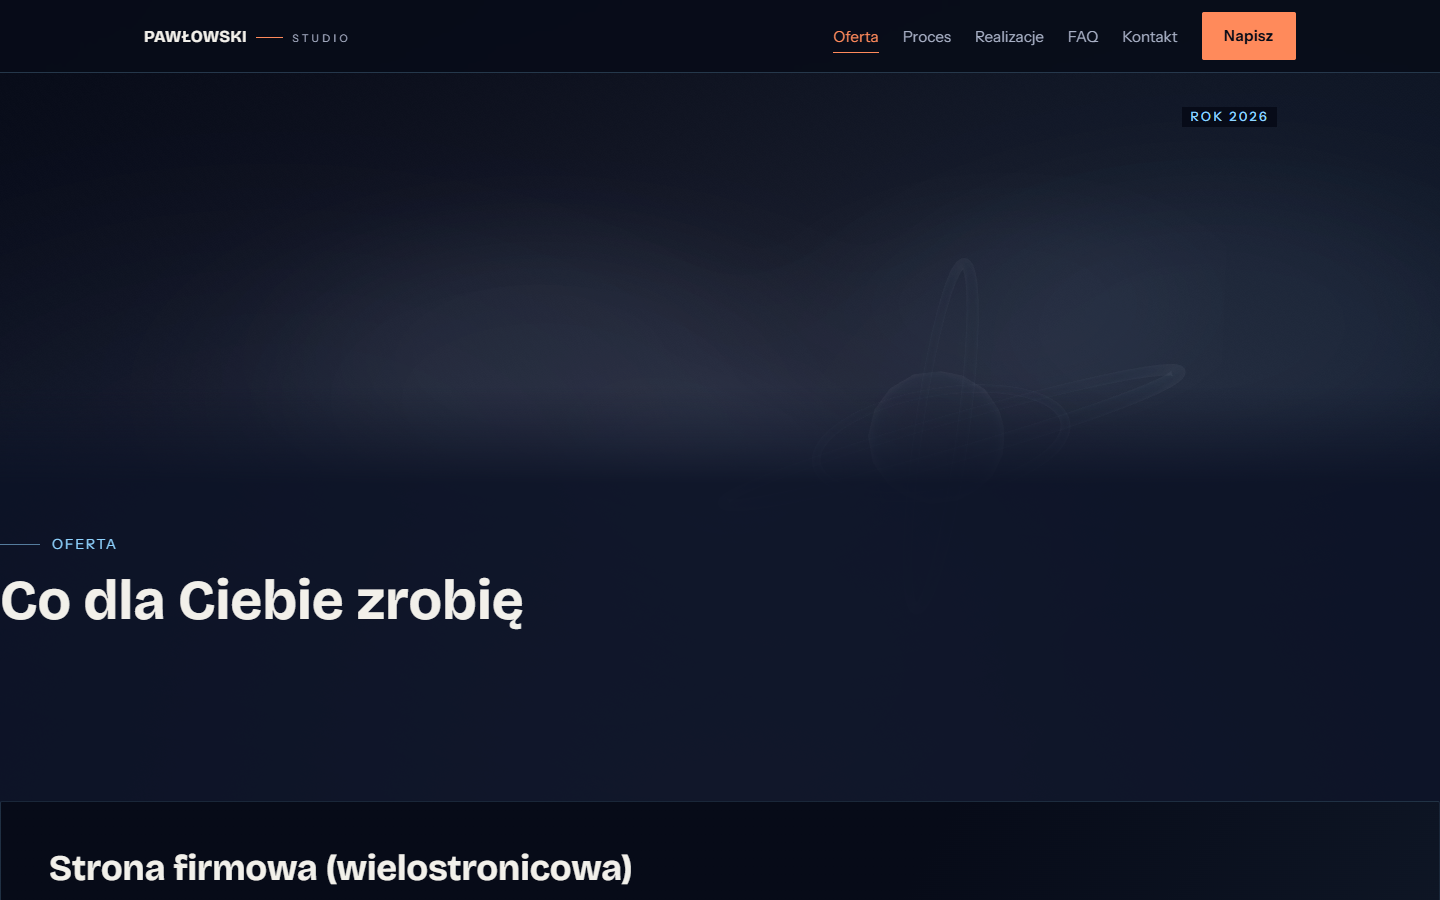 PAWŁOWSKI STUDIO
Oferta Proces Realizacje FAQ Kontakt Napisz
ROK 2026
OFERTA
Co dla Ciebie zrobię
Strona firmowa (wielostronicowa)